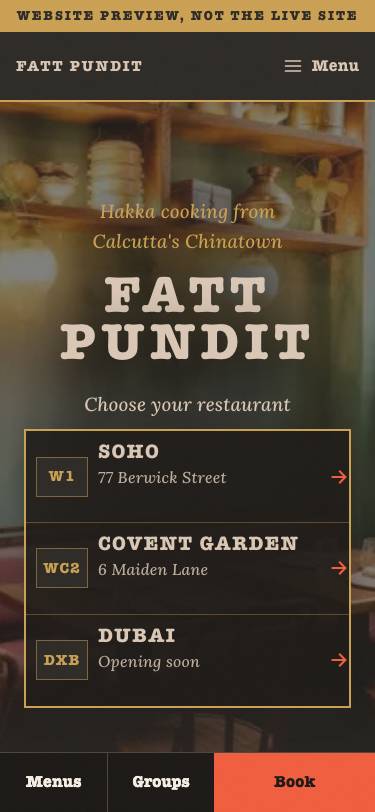 WEBSITE PREVIEW, NOT THE LIVE SITE
FATT PUNDIT
Menu
Hakka cooking from
Calcutta's Chinatown
FATT
PUNDIT
Choose your restaurant
W1
SOHO
77 Berwick Street
→
WC2
COVENT GARDEN
6 Maiden Lane
→
DXB
DUBAI
Opening soon
→
Menus
Groups
Book